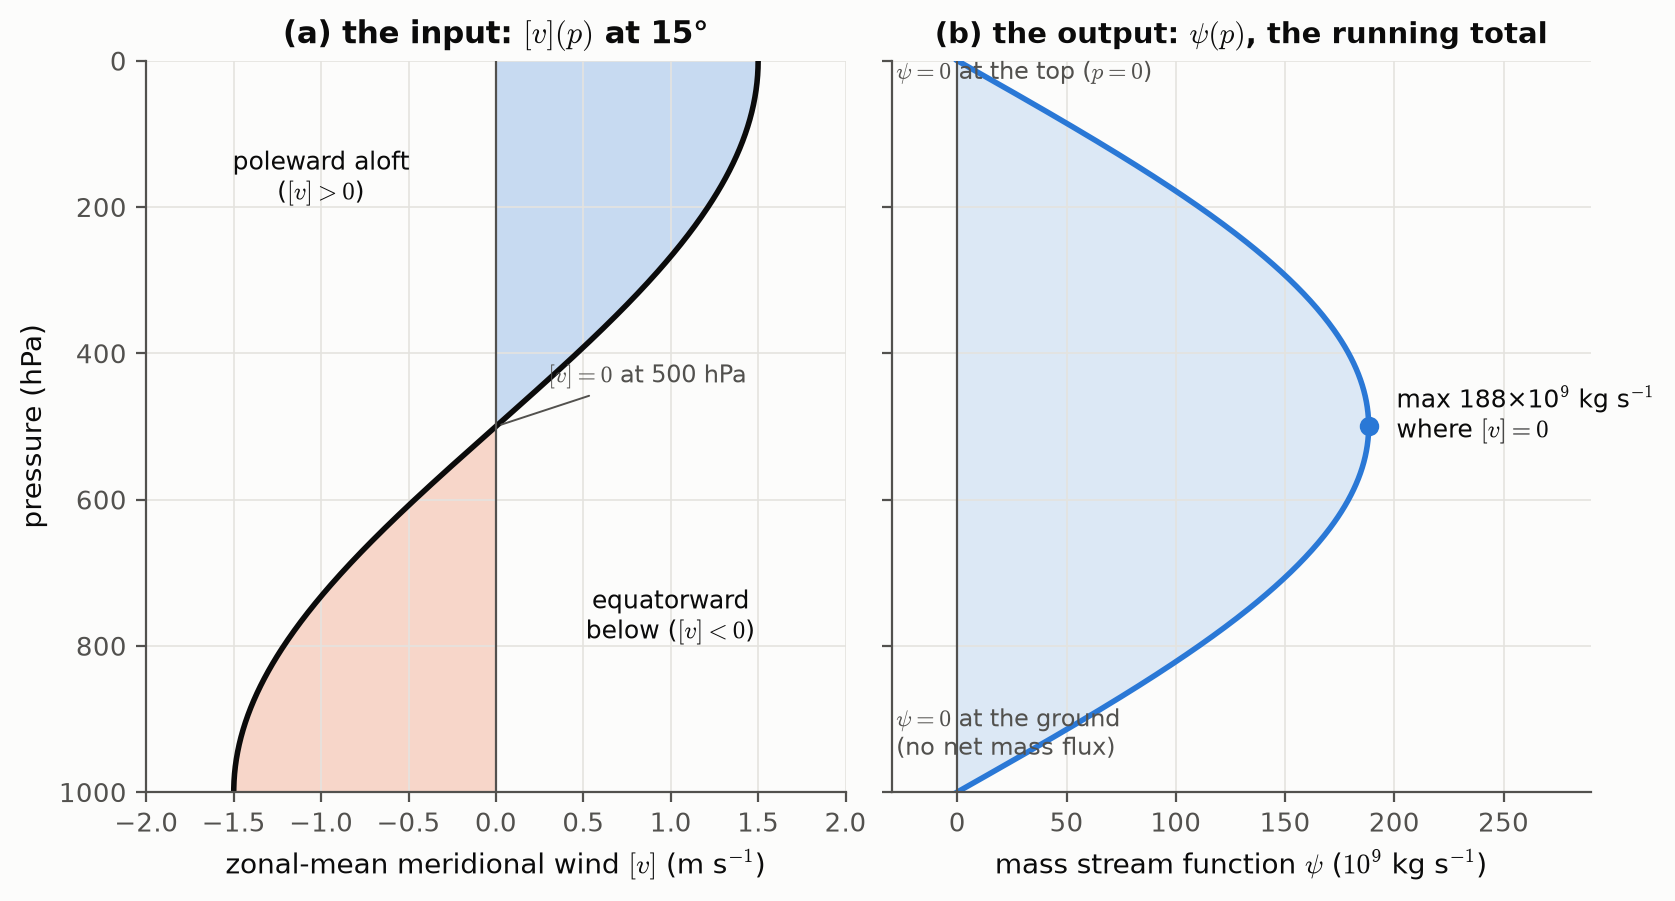 (a) the input: [v](p) at 15°
0
200
400
600
800
1000
pressure (hPa)
poleward aloft
([v] > 0)
[v] = 0 at 500 hPa
equatorward
below ([v] < 0)
−2.0 −1.5 −1.0 −0.5 0.0 0.5 1.0 1.5 2.0
zonal-mean meridional wind [v] (m s⁻¹)
(b) the output: ψ(p), the running total
ψ = 0 at the top (p = 0)
max 188×10⁹ kg s⁻¹
where [v] = 0
ψ = 0 at the ground
(no net mass flux)
0 50 100 150 200 250
mass stream function ψ (10⁹ kg s⁻¹)